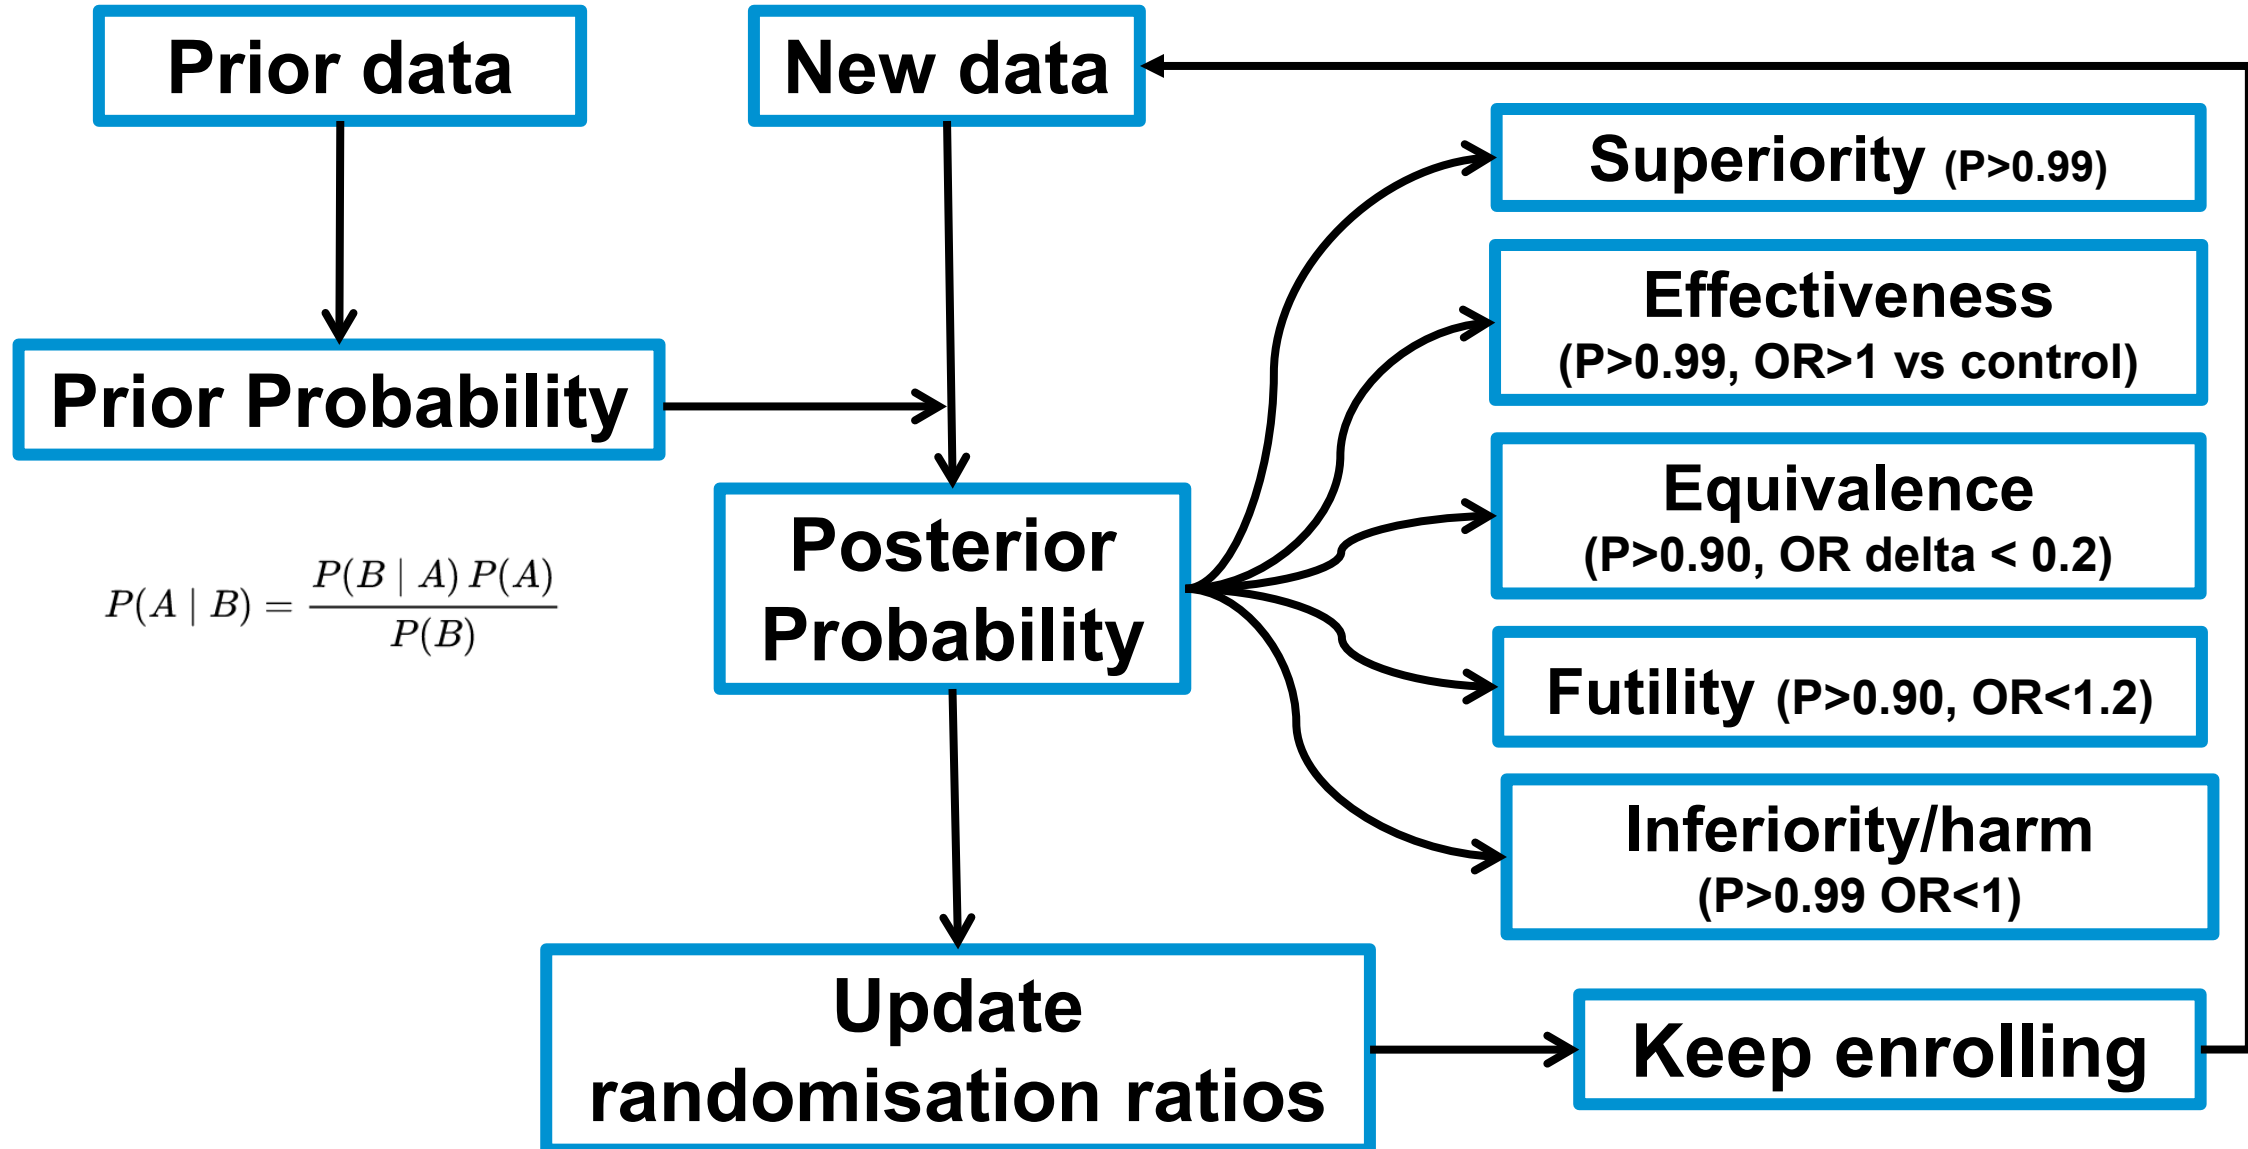 Prior data
New data
Superiority (P>0.99)
Effectiveness
(P>0.99, OR>1 vs control)
Prior Probability
Equivalence
(P>0.90, OR delta < 0.2)
Posterior
Probability
P(A | B) = P(B | A) P(A) / P(B)
Futility (P>0.90, OR<1.2)
Inferiority/harm
(P>0.99 OR<1)
Update
randomisation ratios
Keep enrolling